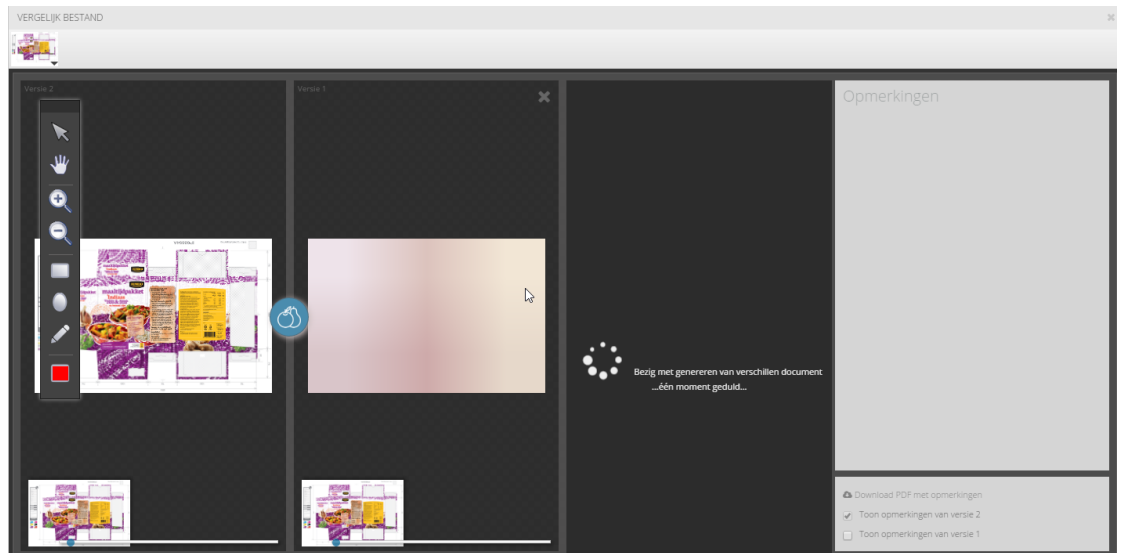 VERGELIJK BESTAND
Versie 2
Versie 1
Opmerkingen
maaltijdpakket
Bezig met genereren van verschillen document
...één moment geduld...
Download PDF met opmerkingen
Toon opmerkingen van versie 2
Toon opmerkingen van versie 1